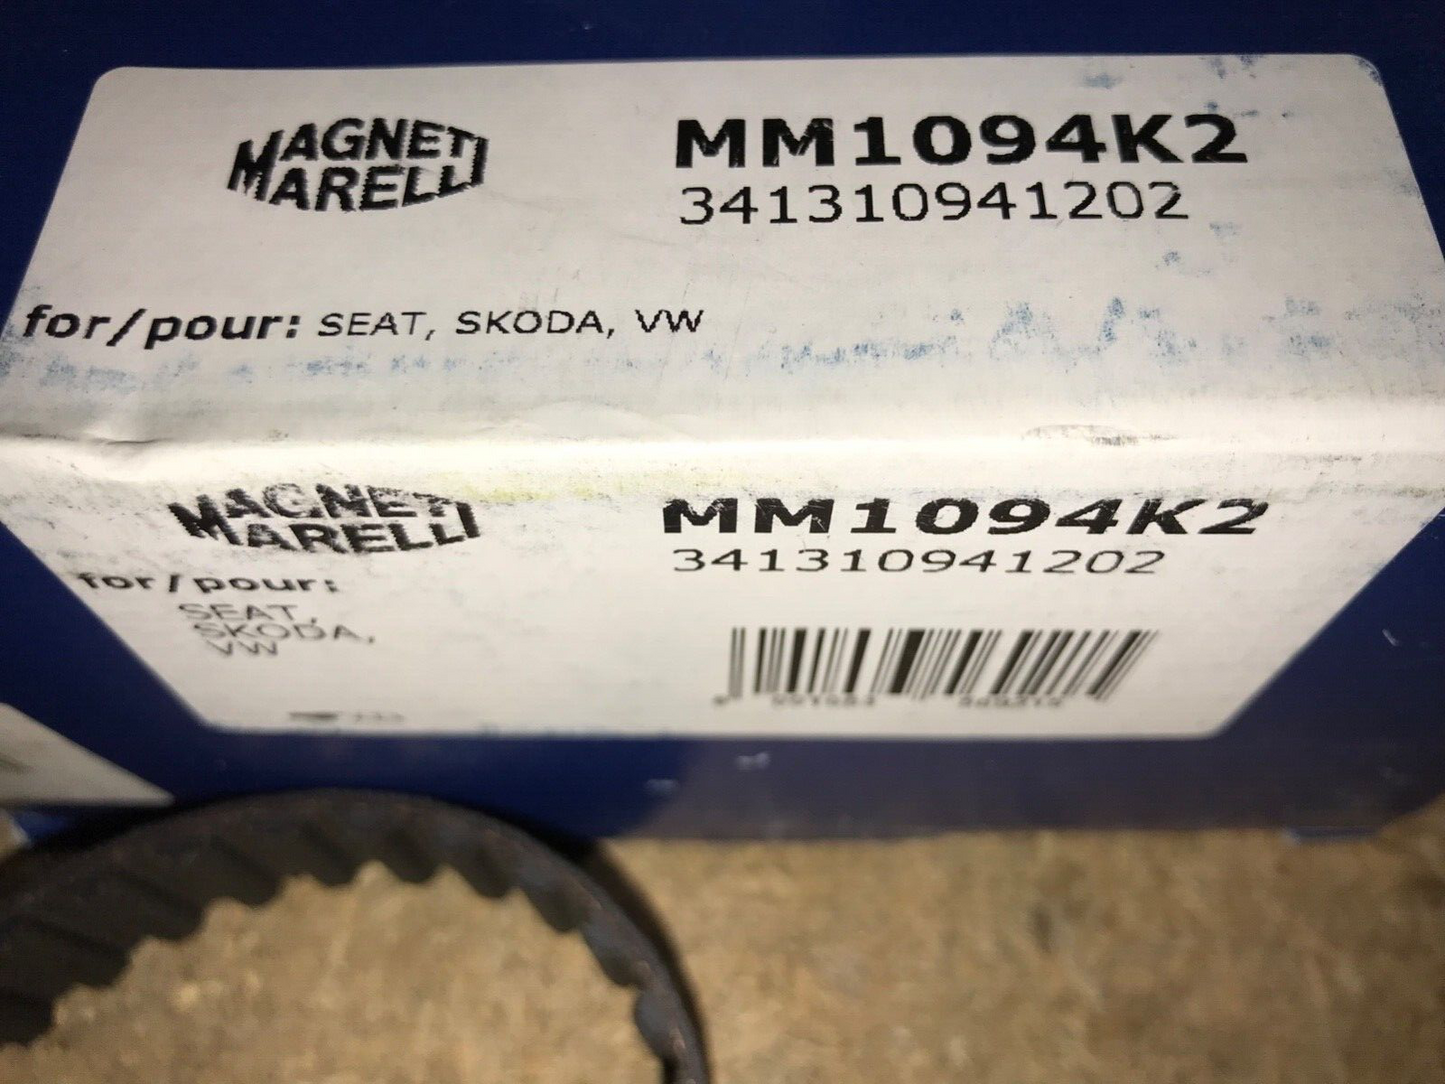 MAGNETI
MARELLI
MM1094K2
341310941202
for/pour: SEAT, SKODA, VW
MAGNETI
MARELLI
MM1094K2
341310941202
for/pour:
SEAT,
SKODA,
VW